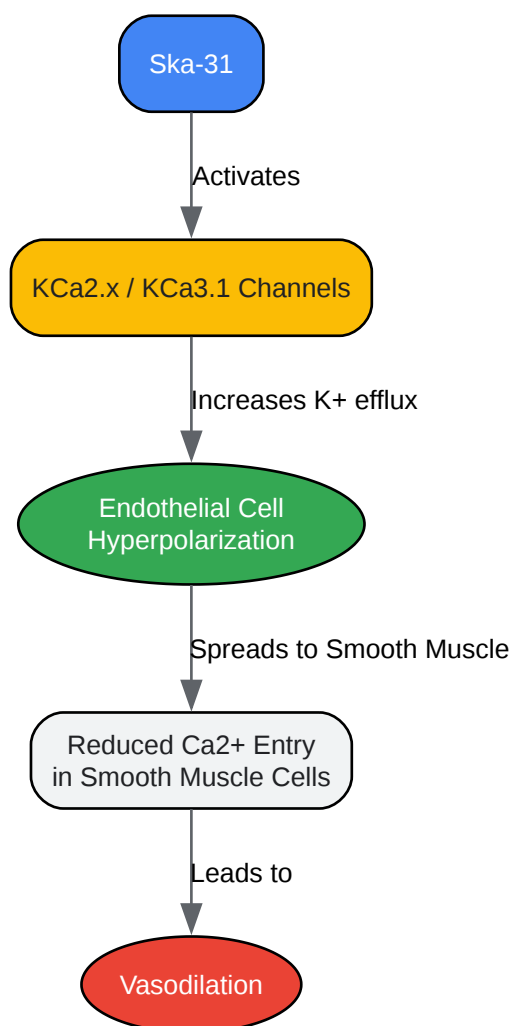 Ska-31
Activates
KCa2.x / KCa3.1 Channels
Increases K+ efflux
Endothelial Cell
Hyperpolarization
Spreads to Smooth Muscle
Reduced Ca2+ Entry
in Smooth Muscle Cells
Leads to
Vasodilation